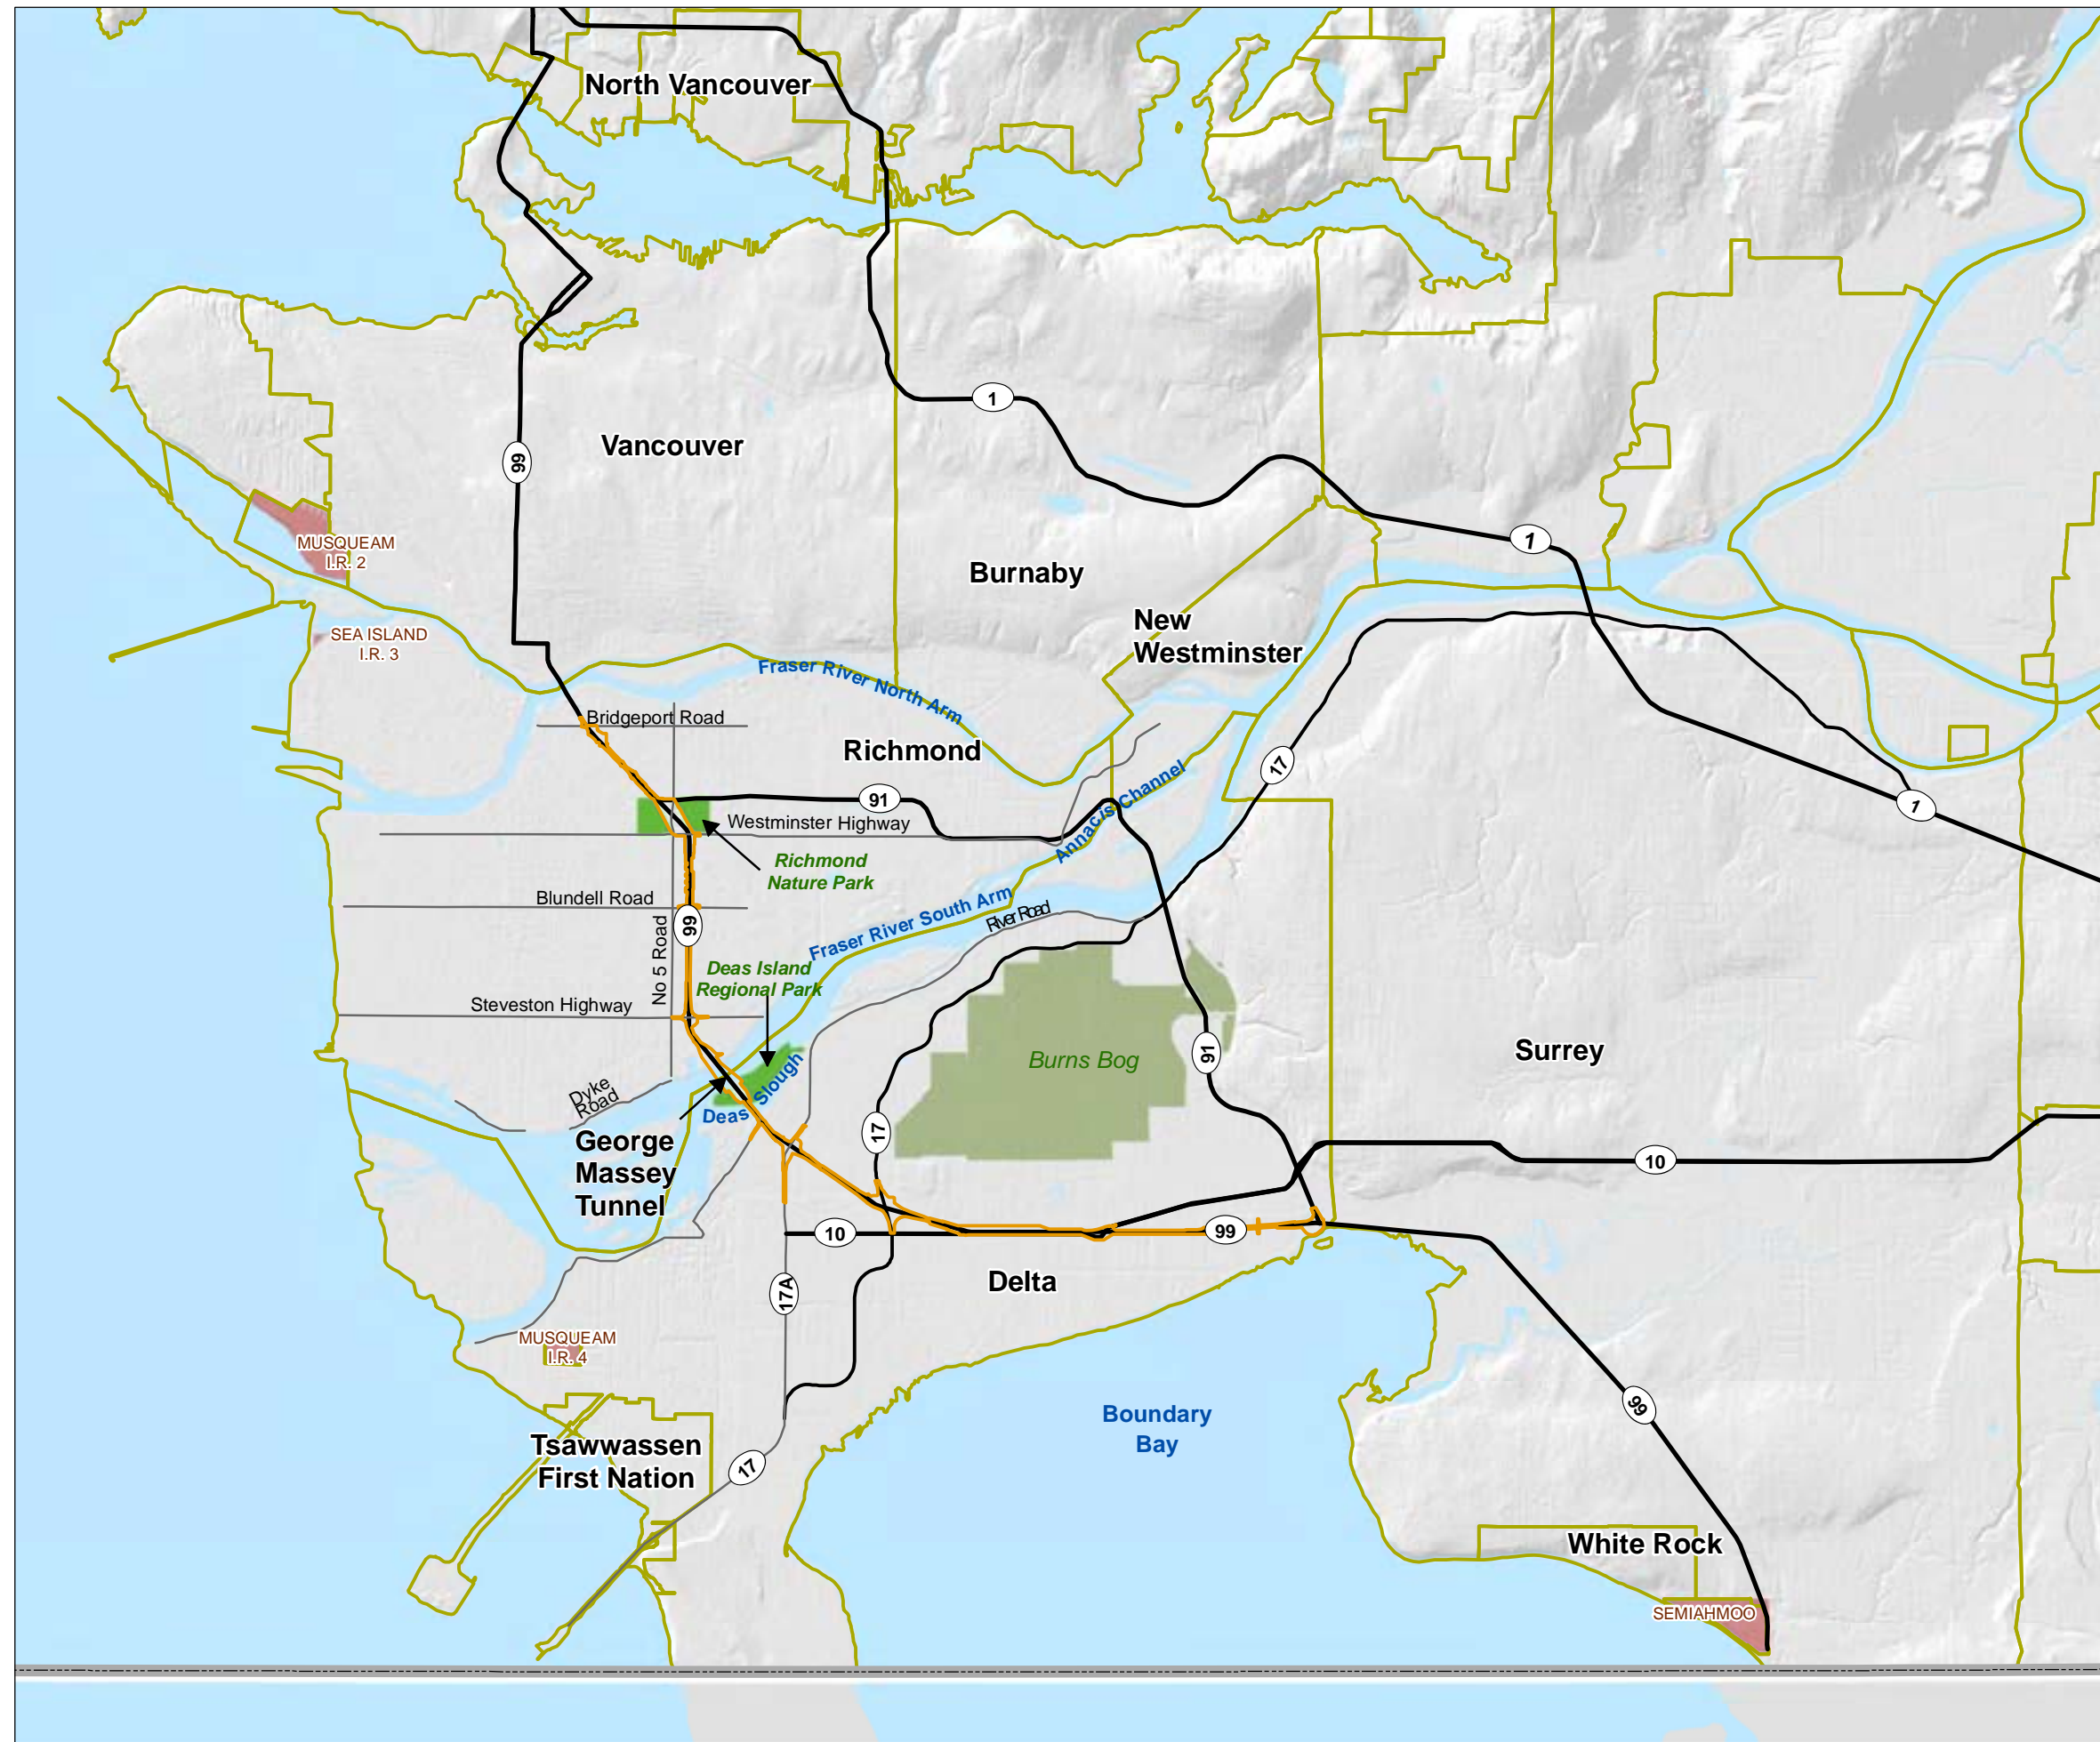 North Vancouver
1
Vancouver
99
1
MUSQUEAM
I.R. 2
Burnaby
New
Westminster
SEA ISLAND
I.R. 3
Fraser River North Arm
Bridgeport Road
Richmond
17
91
1
Westminster Highway
Annacis Channel
Richmond
Nature Park
Blundell Road
99
Fraser River South Arm
River Road
No 5 Road
Deas Island
Regional Park
Steveston Highway
Burns Bog
91
Surrey
Dyke
Road
Deas Slough
George
Massey
Tunnel
17
10
10
99
17A
Delta
MUSQUEAM
I.R. 4
99
Boundary
Bay
Tsawwassen
First Nation
17
White Rock
SEMIAHMOO